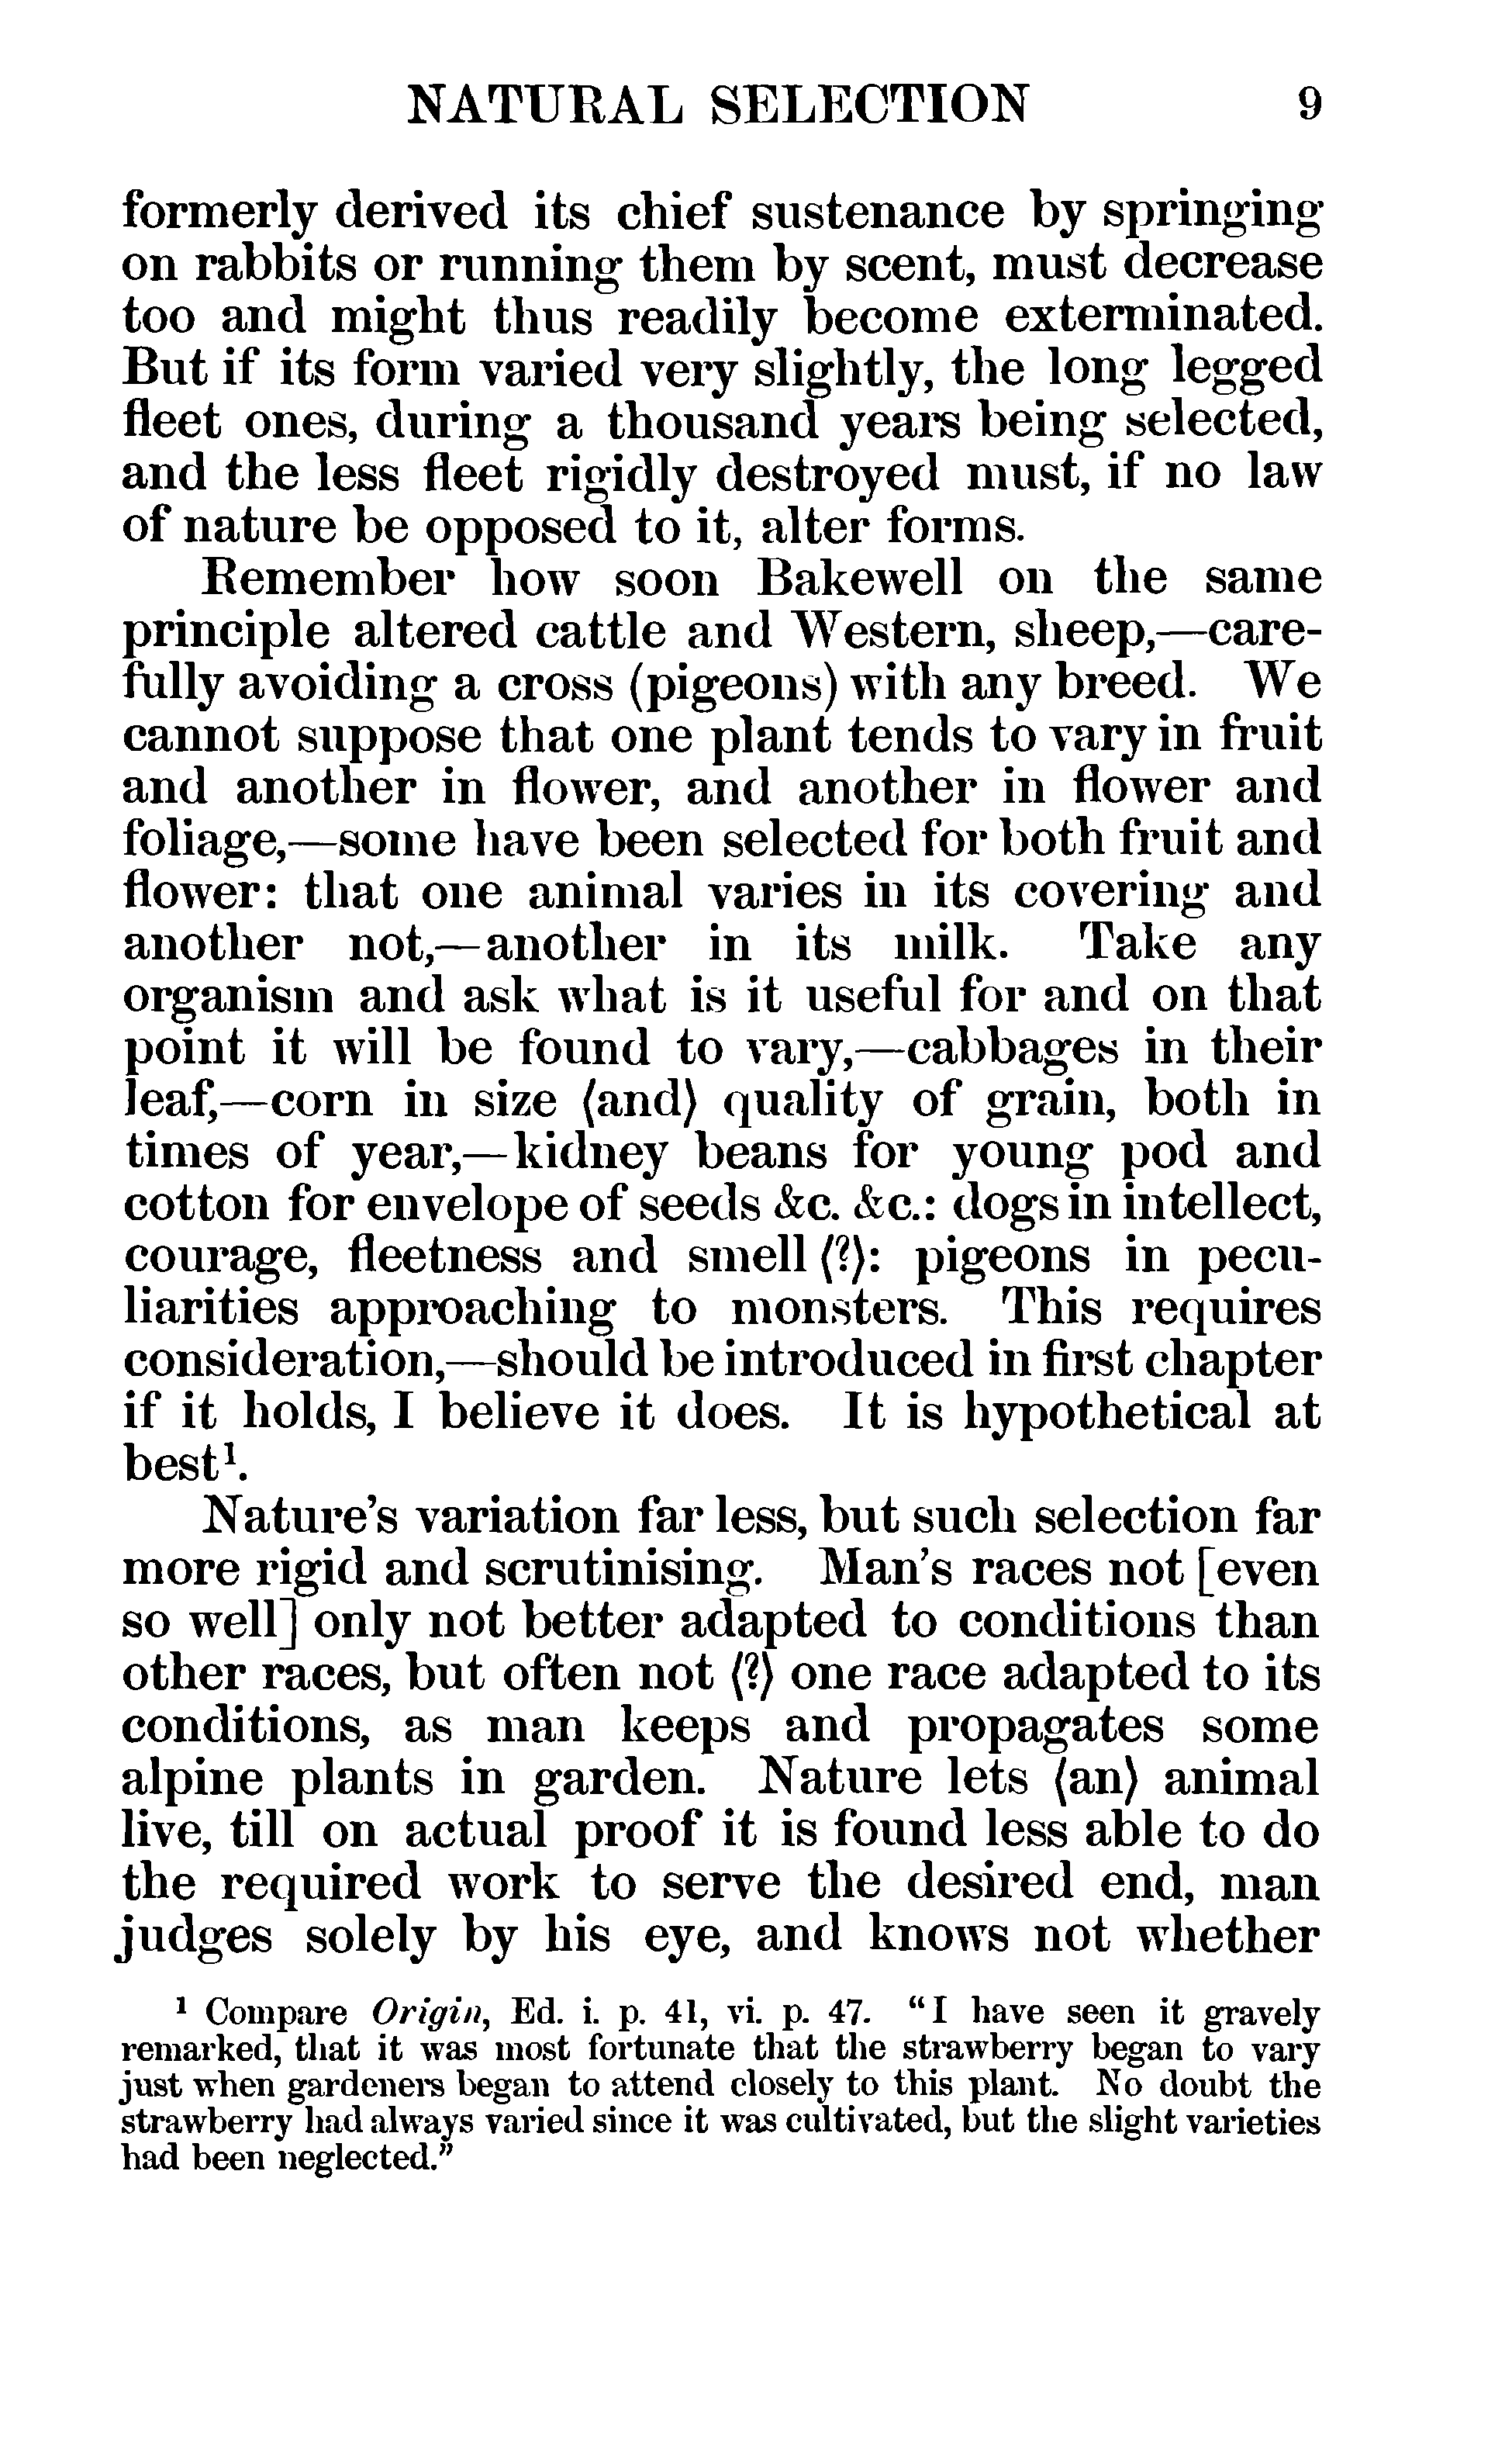 NATURAL SELECTION 9
formerly derived its chief sustenance by springing
on rabbits or running them by scent, must decrease
too and might thus readily become exterminated.
But if its form varied very slightly, the long legged
fleet ones, during a thousand years being selected,
and the less fleet rigidly destroyed must, if no law
of nature be opposed to it, alter forms.
Remember how soon Bakewell on the same
principle altered cattle and Western, sheep,—care-
fully avoiding a cross (pigeons) with any breed. We
cannot suppose that one plant tends to vary in fruit
and another in flower, and another in flower and
foliage,—some have been selected for both fruit and
flower: that one animal varies in its covering and
another not,—another in its milk. Take any
organism and ask what is it useful for and on that
point it will be found to vary,—cabbages in their
leaf,—corn in size ⟨and⟩ quality of grain, both in
times of year,—kidney beans for young pod and
cotton for envelope of seeds &c. &c.: dogs in intellect,
courage, fleetness and smell ⟨?⟩: pigeons in pecu-
liarities approaching to monsters. This requires
consideration,—should be introduced in first chapter
if it holds, I believe it does. It is hypothetical at
best¹.
Nature's variation far less, but such selection far
more rigid and scrutinising. Man's races not [even
so well] only not better adapted to conditions than
other races, but often not ⟨?⟩ one race adapted to its
conditions, as man keeps and propagates some
alpine plants in garden. Nature lets ⟨an⟩ animal
live, till on actual proof it is found less able to do
the required work to serve the desired end, man
judges solely by his eye, and knows not whether
¹ Compare Origin, Ed. i. p. 41, vi. p. 47. "I have seen it gravely
remarked, that it was most fortunate that the strawberry began to vary
just when gardeners began to attend closely to this plant. No doubt the
strawberry had always varied since it was cultivated, but the slight varieties
had been neglected."